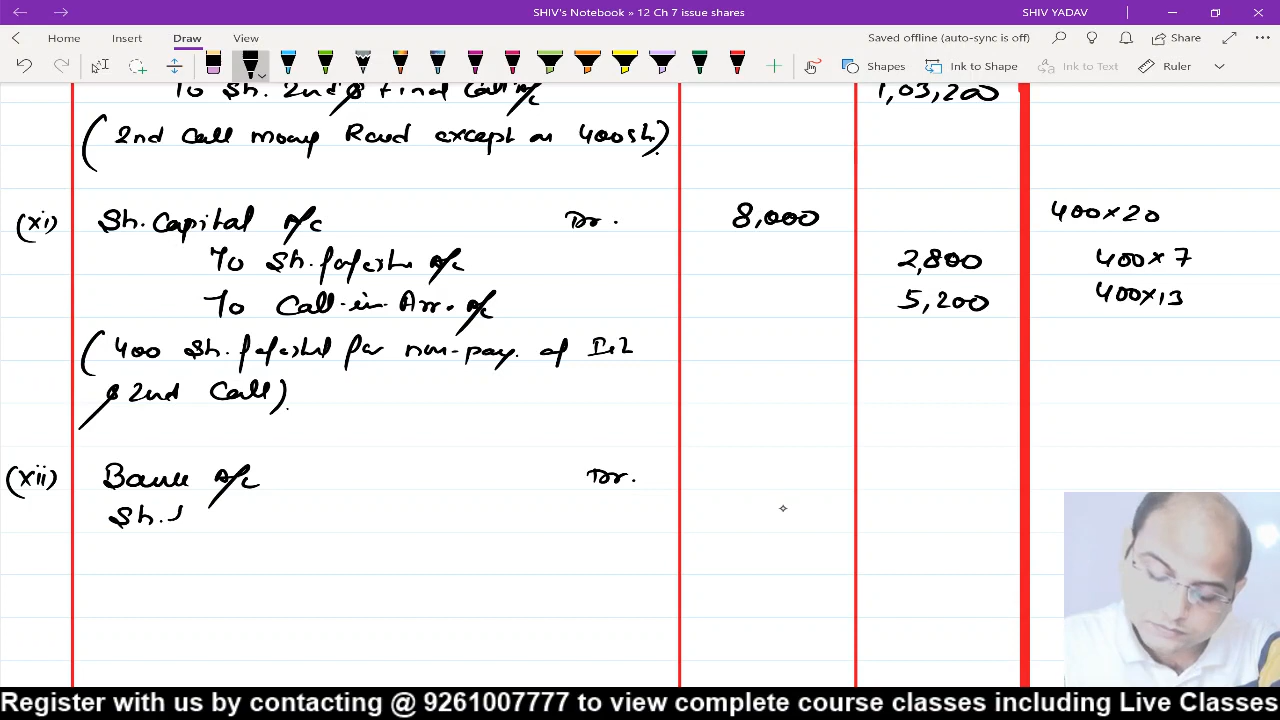 SHIV's Notebook » 12 Ch 7 issue shares
SHIV YADAV
Home Insert Draw View
Saved offline (auto-sync is off)
Share
Shapes
Ink to Shape
Ink to Text
Ruler
To Sh. 2nd & Final Call A/c 1,03,200
(2nd Call money Recvd except on 400sh).
(xi) Sh. Capital A/c Dr. 8,000 400×20
To Sh. forfeiture A/c 2,800 400×7
To Call-in-Arr. A/c 5,200 400×13
(400 Sh. forfeited for non-pay. of Ist
& 2nd Call).
(xii) Bank A/c Dr.
Sh.
Register with us by contacting @ 9261007777 to view complete course classes including Live Classes